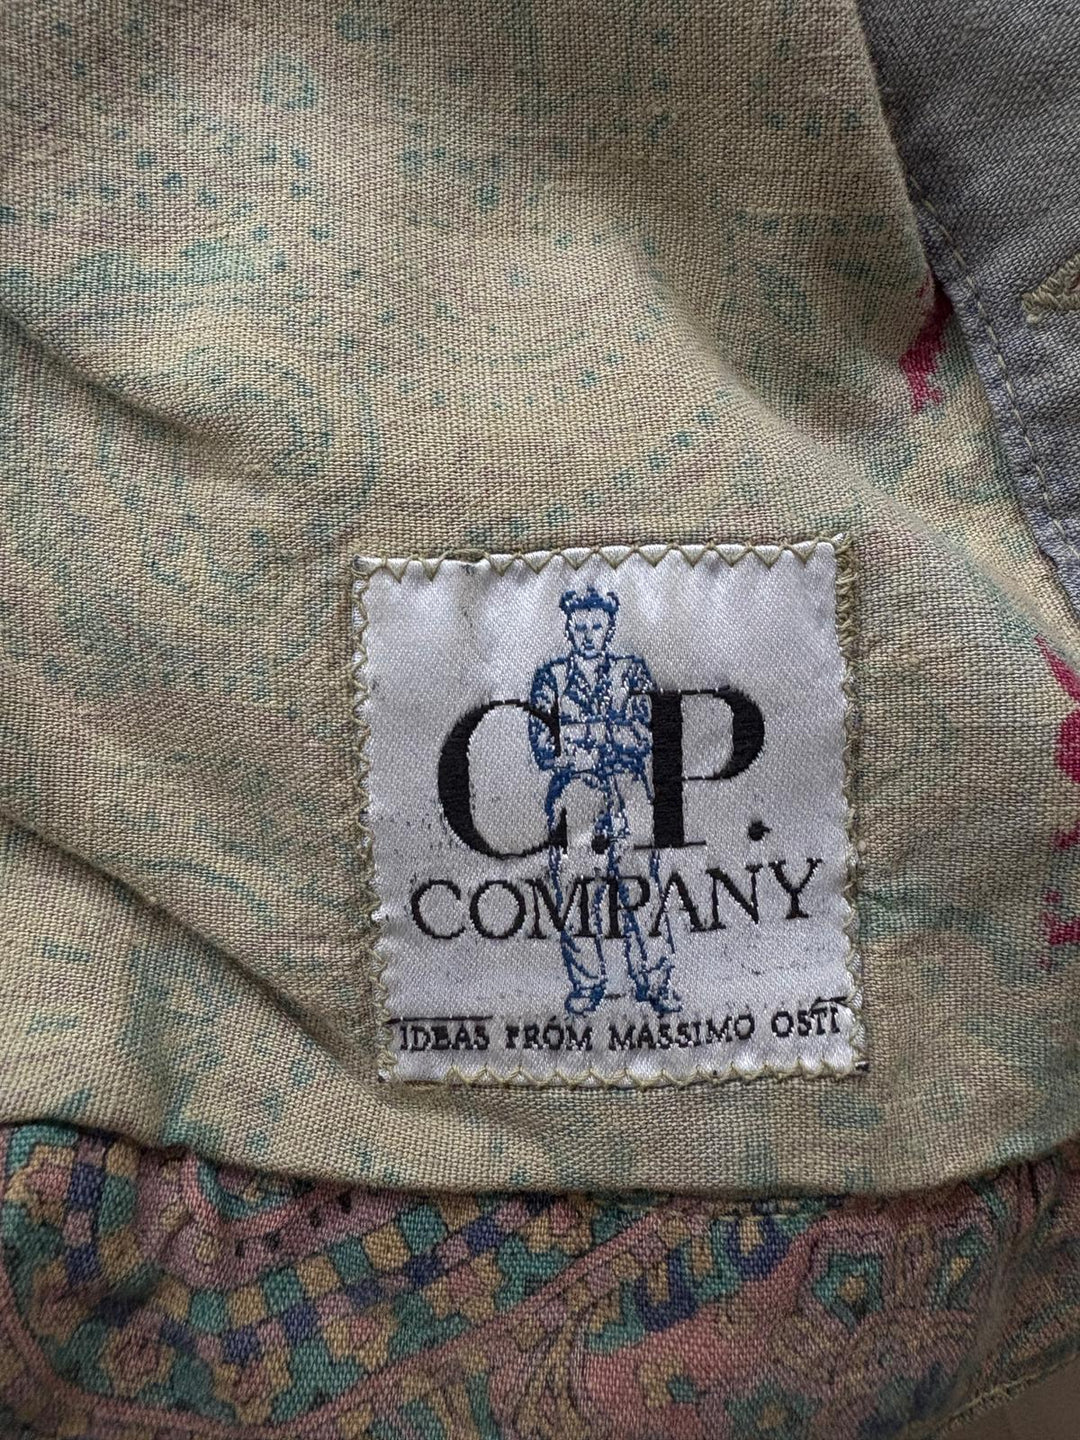 C.P.
COMPANY
IDEAS FROM MASSIMO OSTI